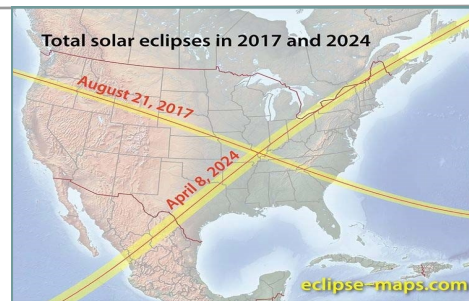 Total solar eclipses in 2017 and 2024
August 21, 2017
April 8, 2024
eclipse-maps.com